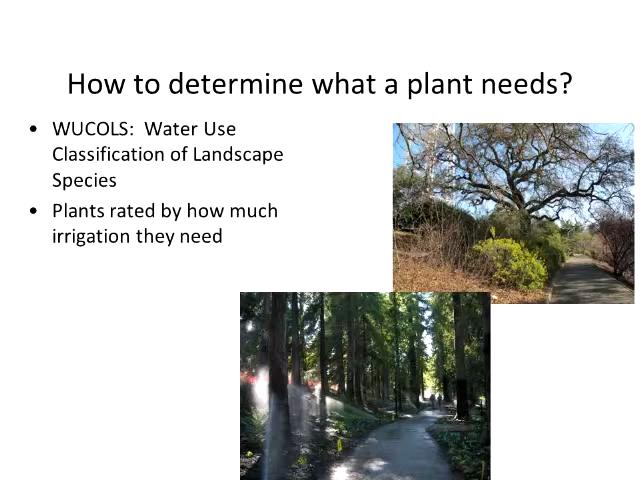 How to determine what a plant needs?
• WUCOLS:  Water Use
Classification of Landscape
Species
• Plants rated by how much
irrigation they need